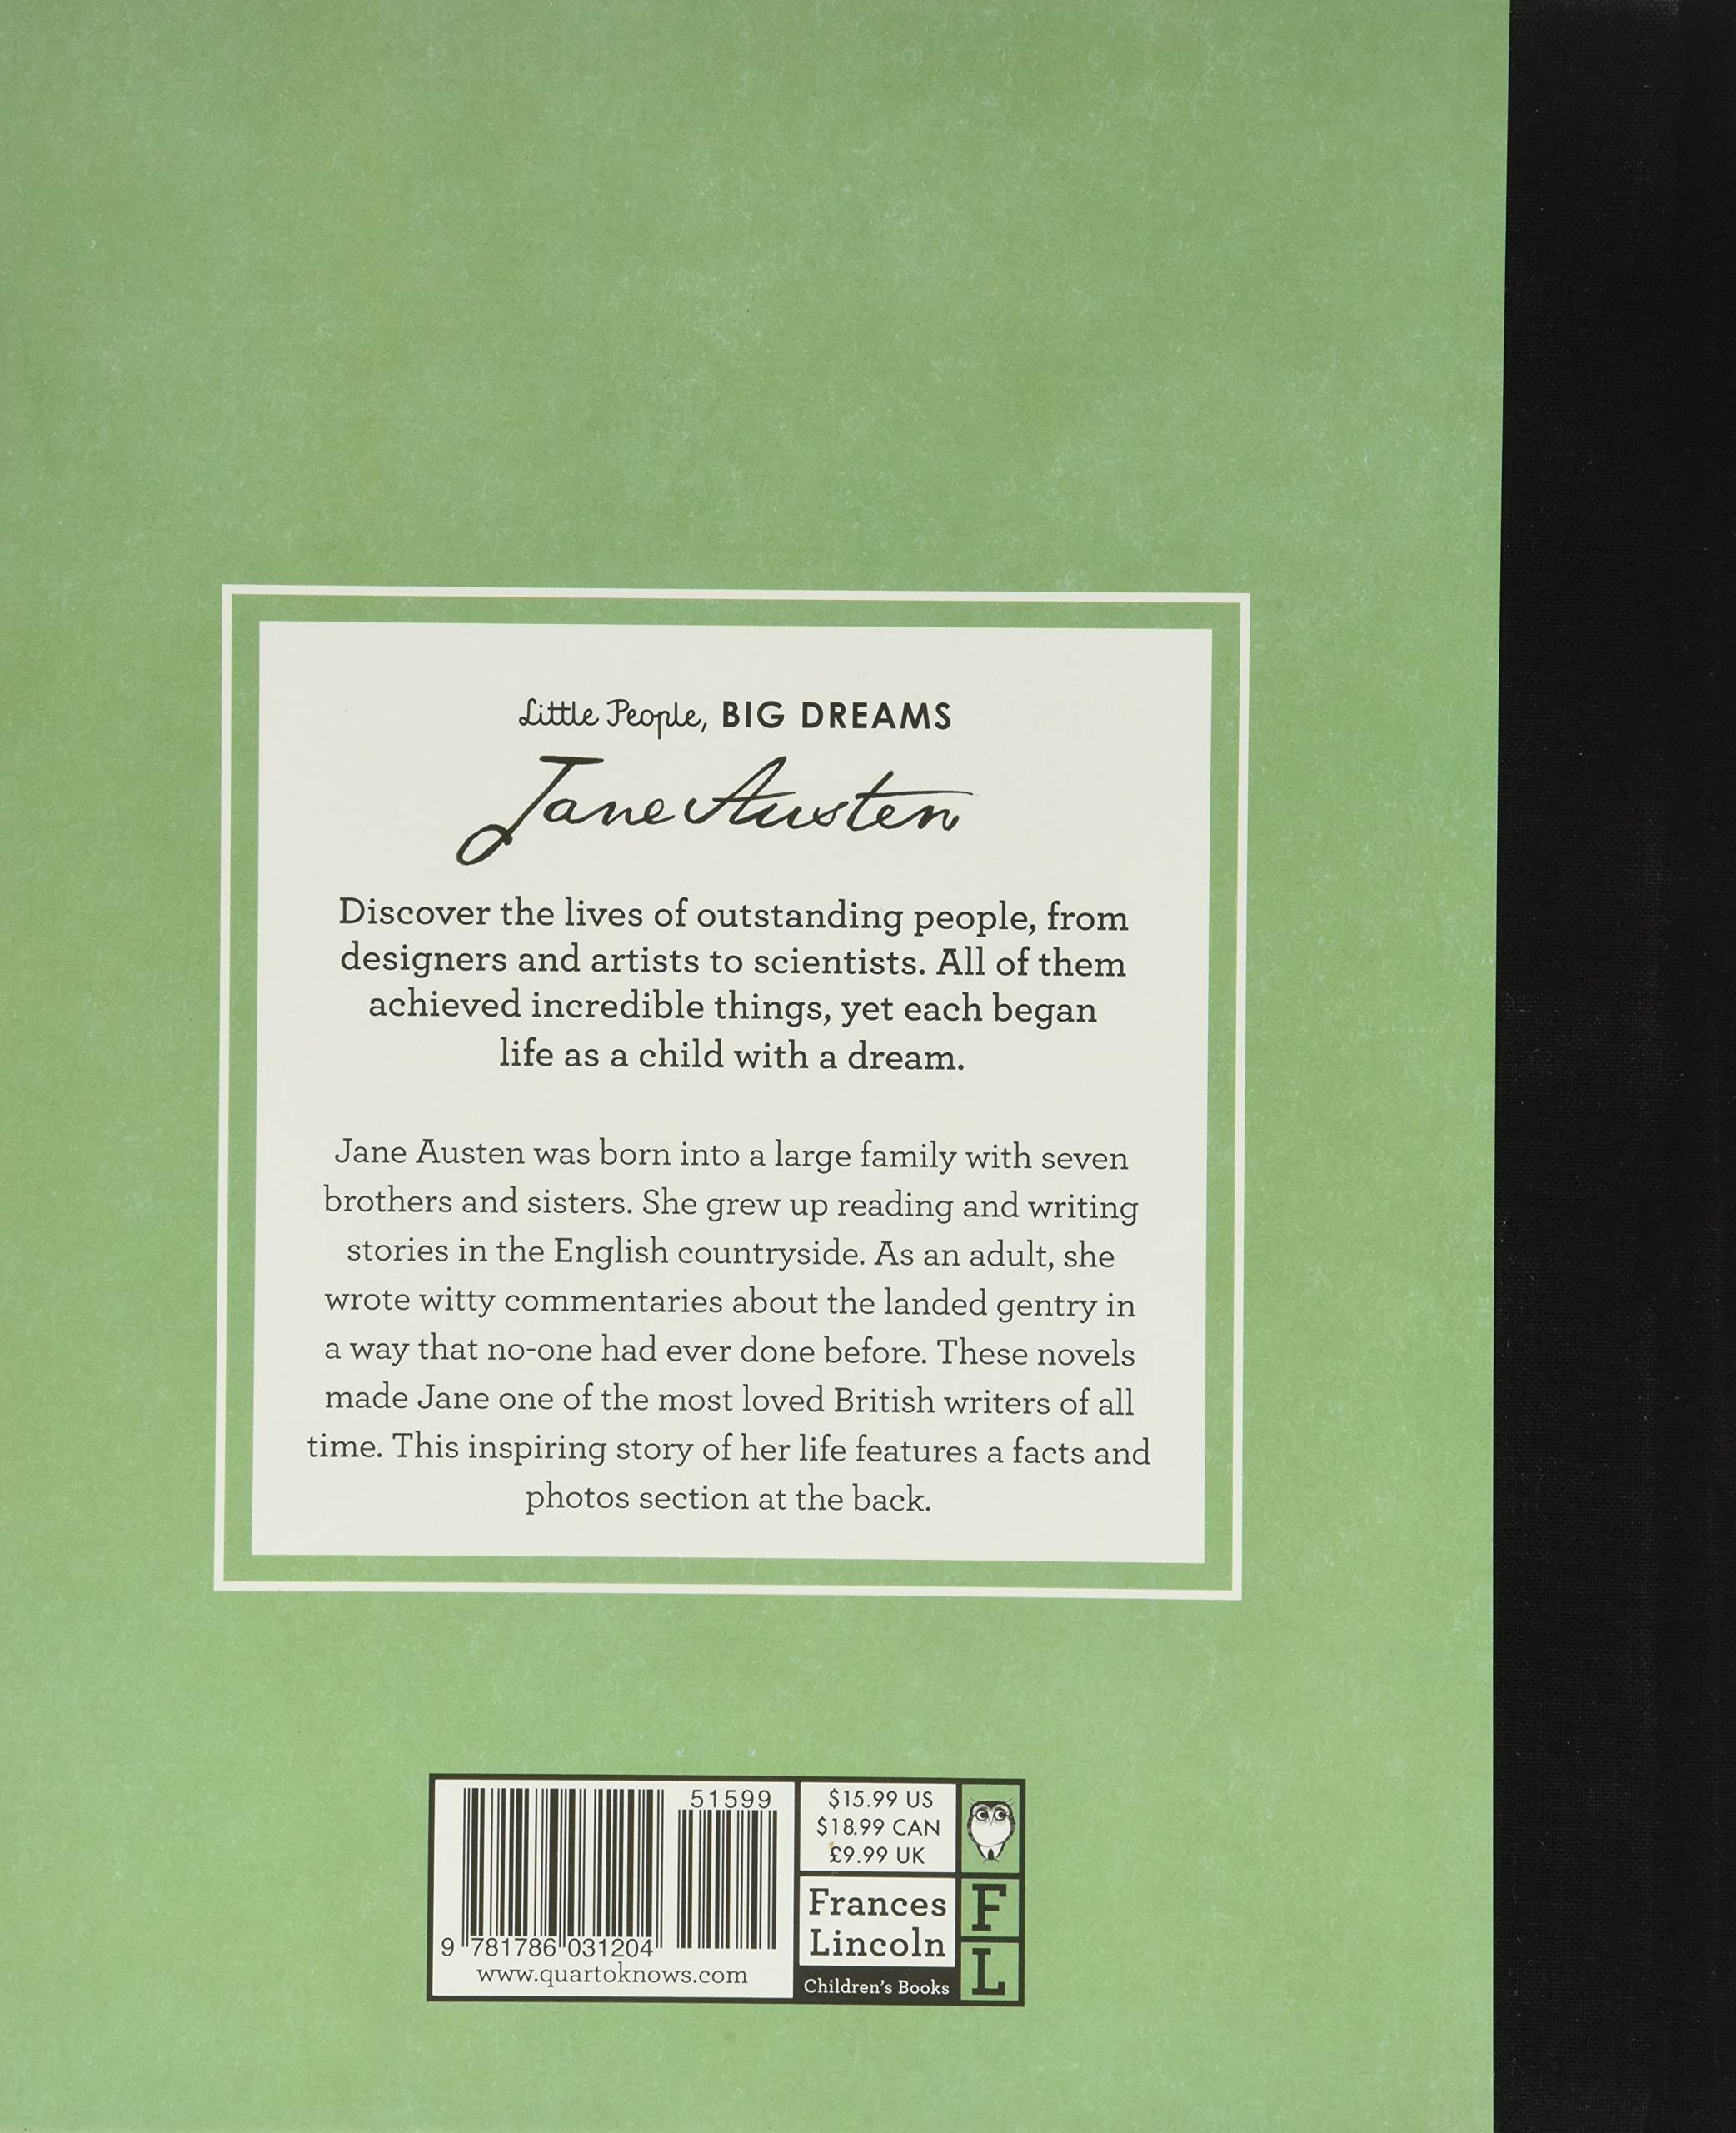 Little People, BIG DREAMS
Jane Austen
Discover the lives of outstanding people, from
designers and artists to scientists. All of them
achieved incredible things, yet each began
life as a child with a dream.
Jane Austen was born into a large family with seven
brothers and sisters. She grew up reading and writing
stories in the English countryside. As an adult, she
wrote witty commentaries about the landed gentry in
a way that no-one had ever done before. These novels
made Jane one of the most loved British writers of all
time. This inspiring story of her life features a facts and
photos section at the back.
51599
9 781786 031204
www.quartoknows.com
$15.99 US
$18.99 CAN
£9.99 UK
Frances
Lincoln
Children's Books
F
L